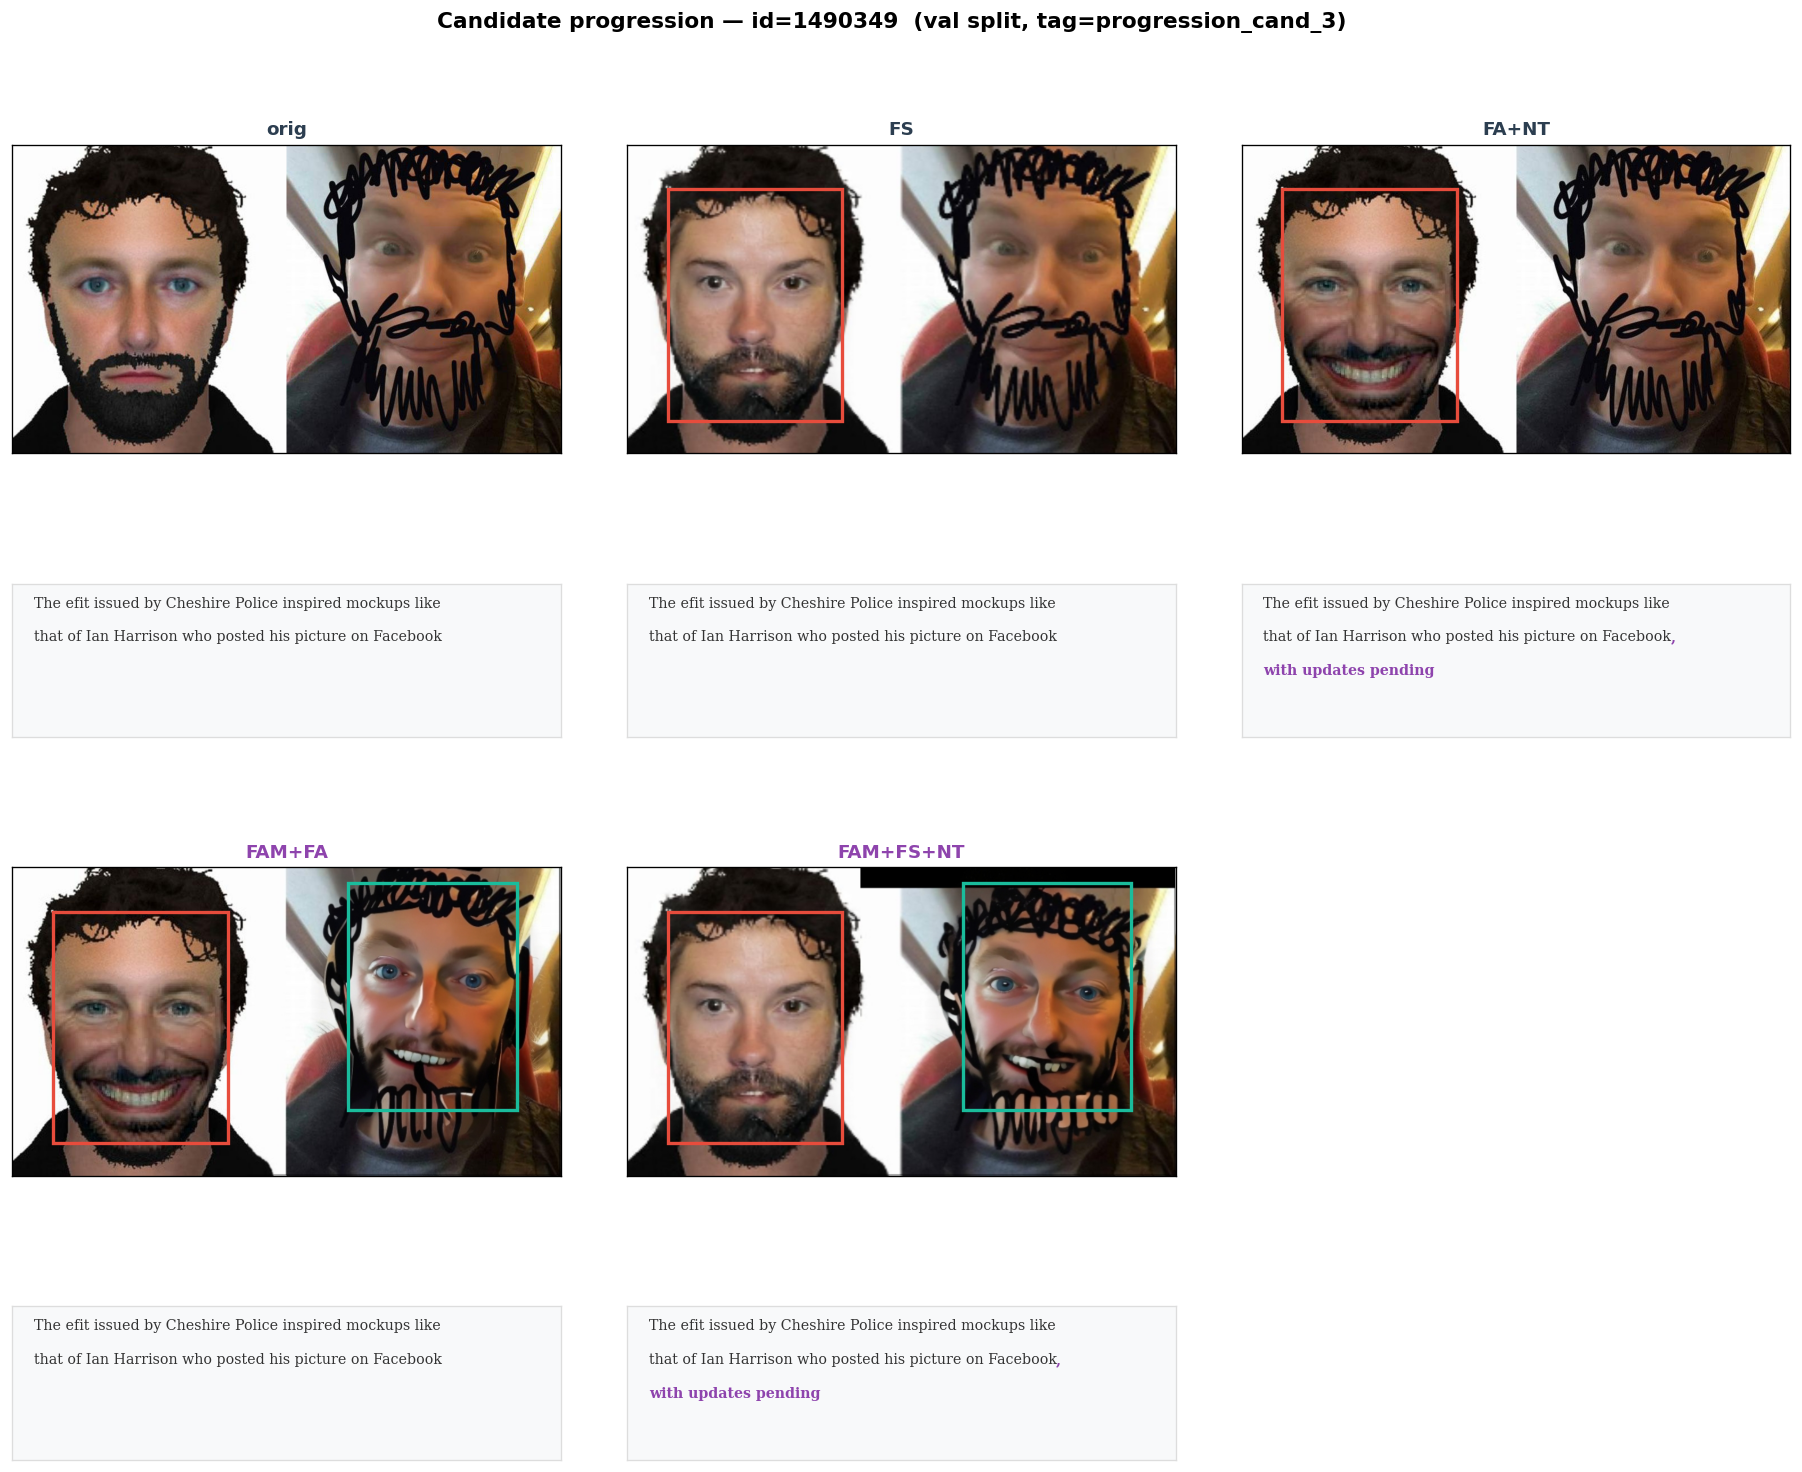 Candidate progression — id=1490349  (val split, tag=progression_cand_3)
orig
FS
FA+NT
The efit issued by Cheshire Police inspired mockups like
that of Ian Harrison who posted his picture on Facebook
The efit issued by Cheshire Police inspired mockups like
that of Ian Harrison who posted his picture on Facebook
The efit issued by Cheshire Police inspired mockups like
that of Ian Harrison who posted his picture on Facebook,
with updates pending
FAM+FA
FAM+FS+NT
The efit issued by Cheshire Police inspired mockups like
that of Ian Harrison who posted his picture on Facebook
The efit issued by Cheshire Police inspired mockups like
that of Ian Harrison who posted his picture on Facebook,
with updates pending